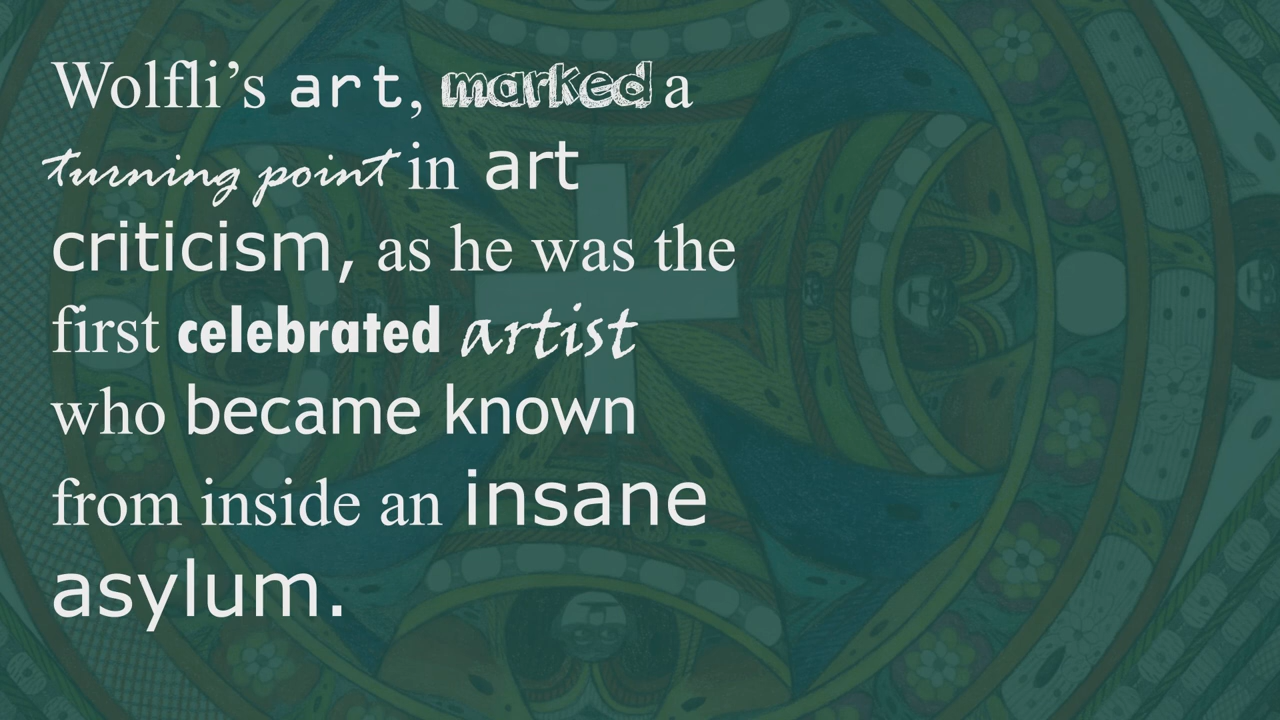 Wolfli’s art, marked a
turning point in art
criticism, as he was the
first celebrated artist
who became known
from inside an insane
asylum.